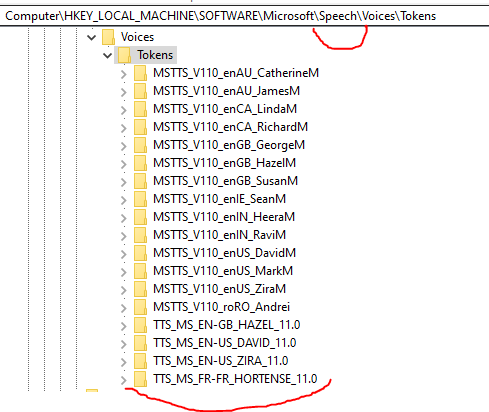 Computer\HKEY_LOCAL_MACHINE\SOFTWARE\Microsoft\Speech\Voices\Tokens
Voices
Tokens
MSTTS_V110_enAU_CatherineM
MSTTS_V110_enAU_JamesM
MSTTS_V110_enCA_LindaM
MSTTS_V110_enCA_RichardM
MSTTS_V110_enGB_GeorgeM
MSTTS_V110_enGB_HazelM
MSTTS_V110_enGB_SusanM
MSTTS_V110_enIE_SeanM
MSTTS_V110_enIN_HeeraM
MSTTS_V110_enIN_RaviM
MSTTS_V110_enUS_DavidM
MSTTS_V110_enUS_MarkM
MSTTS_V110_enUS_ZiraM
MSTTS_V110_roRO_Andrei
TTS_MS_EN-GB_HAZEL_11.0
TTS_MS_EN-US_DAVID_11.0
TTS_MS_EN-US_ZIRA_11.0
TTS_MS_FR-FR_HORTENSE_11.0